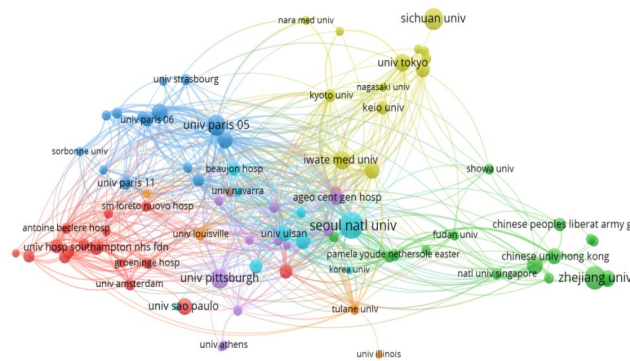 nara med univ
sichuan univ
univ tokyo
univ strasbourg
nagasaki univ
kyoto univ
keio univ
univ paris 06
univ paris 05
sorbonne univ
iwate med univ
beaujon hosp
showa univ
univ paris 11
univ navarra
ageo cent gen hosp
sm loreto nuovo hosp
antoine beclere hosp
univ louisville
univ ulsan
seoul natl univ
chinese peoples liberat army g
fudan univ
univ hosp southampton nhs fdn
pamela youde nethersole easter
chinese univ hong kong
groeninge hosp
korea univ
natl univ singapore
univ pittsburgh
zhejiang univ
univ amsterdam
univ sao paulo
tulane univ
univ athens
univ illinois